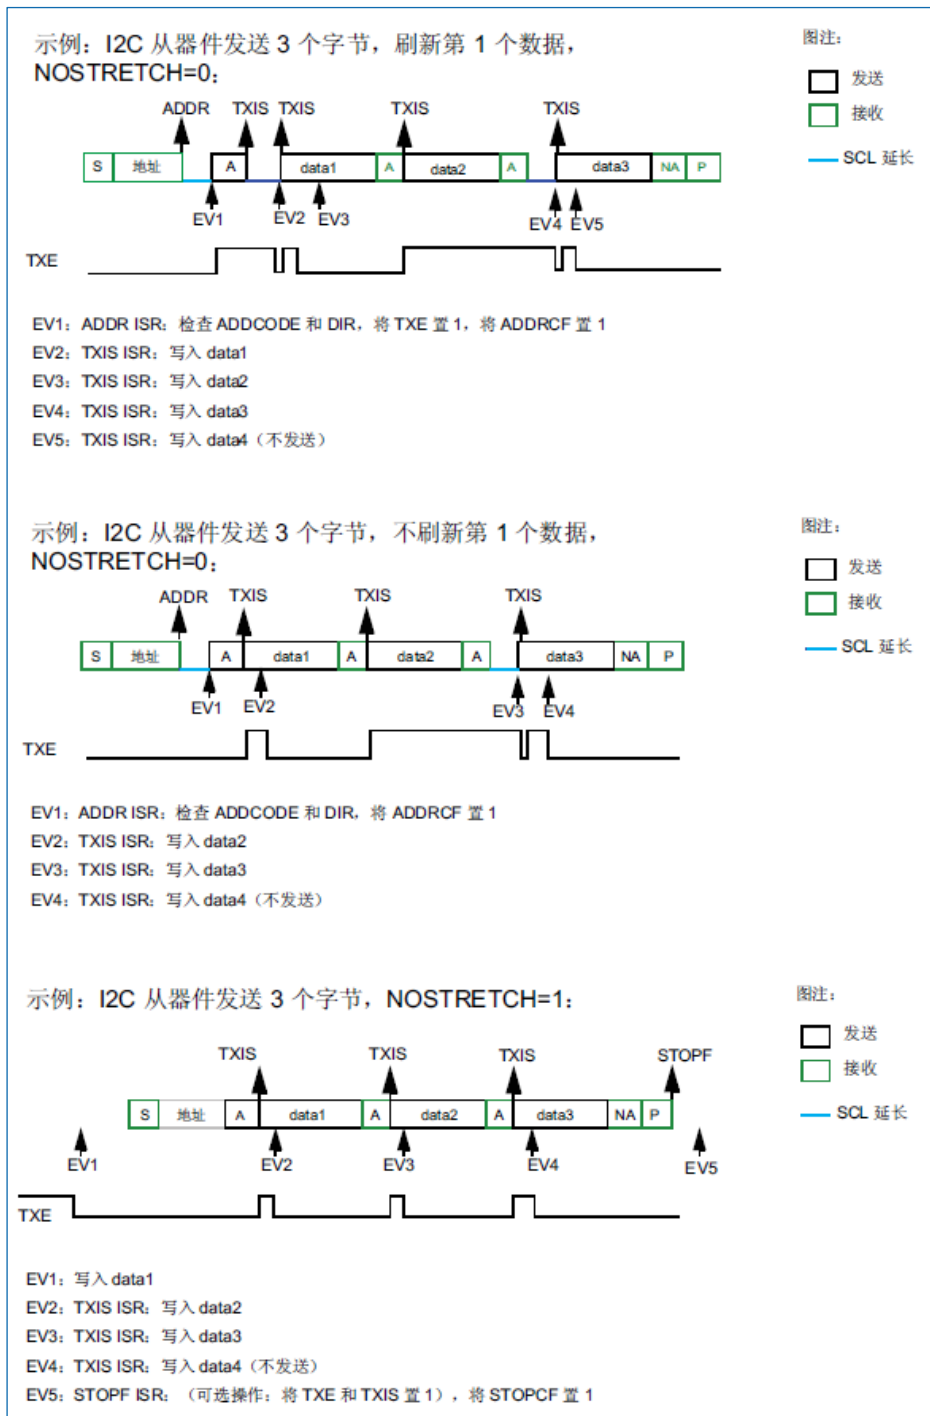 示例：I2C 从器件发送 3 个字节，刷新第 1 个数据，
NOSTRETCH=0：
图注：
发送
接收
SCL 延长
ADDR TXIS TXIS TXIS TXIS
S 地址 A data1 A data2 A data3 NA P
EV1 EV2 EV3 EV4 EV5
TXE
EV1：ADDR ISR：检查 ADDCODE 和 DIR，将 TXE 置 1，将 ADDRCF 置 1
EV2：TXIS ISR：写入 data1
EV3：TXIS ISR：写入 data2
EV4：TXIS ISR：写入 data3
EV5：TXIS ISR：写入 data4（不发送）
示例：I2C 从器件发送 3 个字节，不刷新第 1 个数据，
NOSTRETCH=0：
图注：
发送
接收
SCL 延长
ADDR TXIS TXIS TXIS
S 地址 A data1 A data2 A data3 NA P
EV1 EV2 EV3 EV4
TXE
EV1：ADDR ISR：检查 ADDCODE 和 DIR，将 ADDRCF 置 1
EV2：TXIS ISR：写入 data2
EV3：TXIS ISR：写入 data3
EV4：TXIS ISR：写入 data4（不发送）
示例：I2C 从器件发送 3 个字节，NOSTRETCH=1：
图注：
发送
接收
SCL 延长
TXIS TXIS TXIS STOPF
S 地址 A data1 A data2 A data3 NA P
EV1 EV2 EV3 EV4 EV5
TXE
EV1：写入 data1
EV2：TXIS ISR：写入 data2
EV3：TXIS ISR：写入 data3
EV4：TXIS ISR：写入 data4（不发送）
EV5：STOPF ISR：（可选操作：将 TXE 和 TXIS 置 1），将 STOPCF 置 1